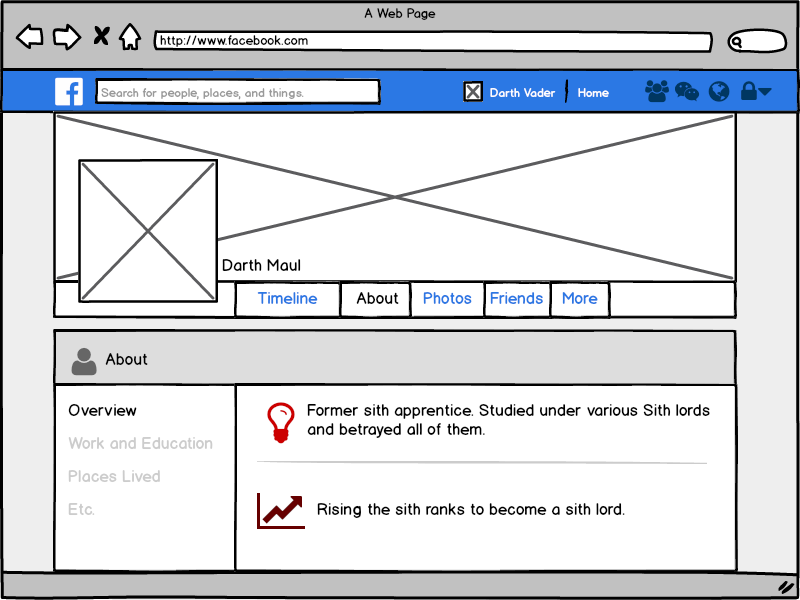 A Web Page
http://www.facebook.com
f
Search for people, places, and things.
Darth Vader
Home
Darth Maul
Timeline
About
Photos
Friends
More
About
Overview
Work and Education
Places Lived
Etc.
Former sith apprentice. Studied under various Sith lords
and betrayed all of them.
Rising the sith ranks to become a sith lord.